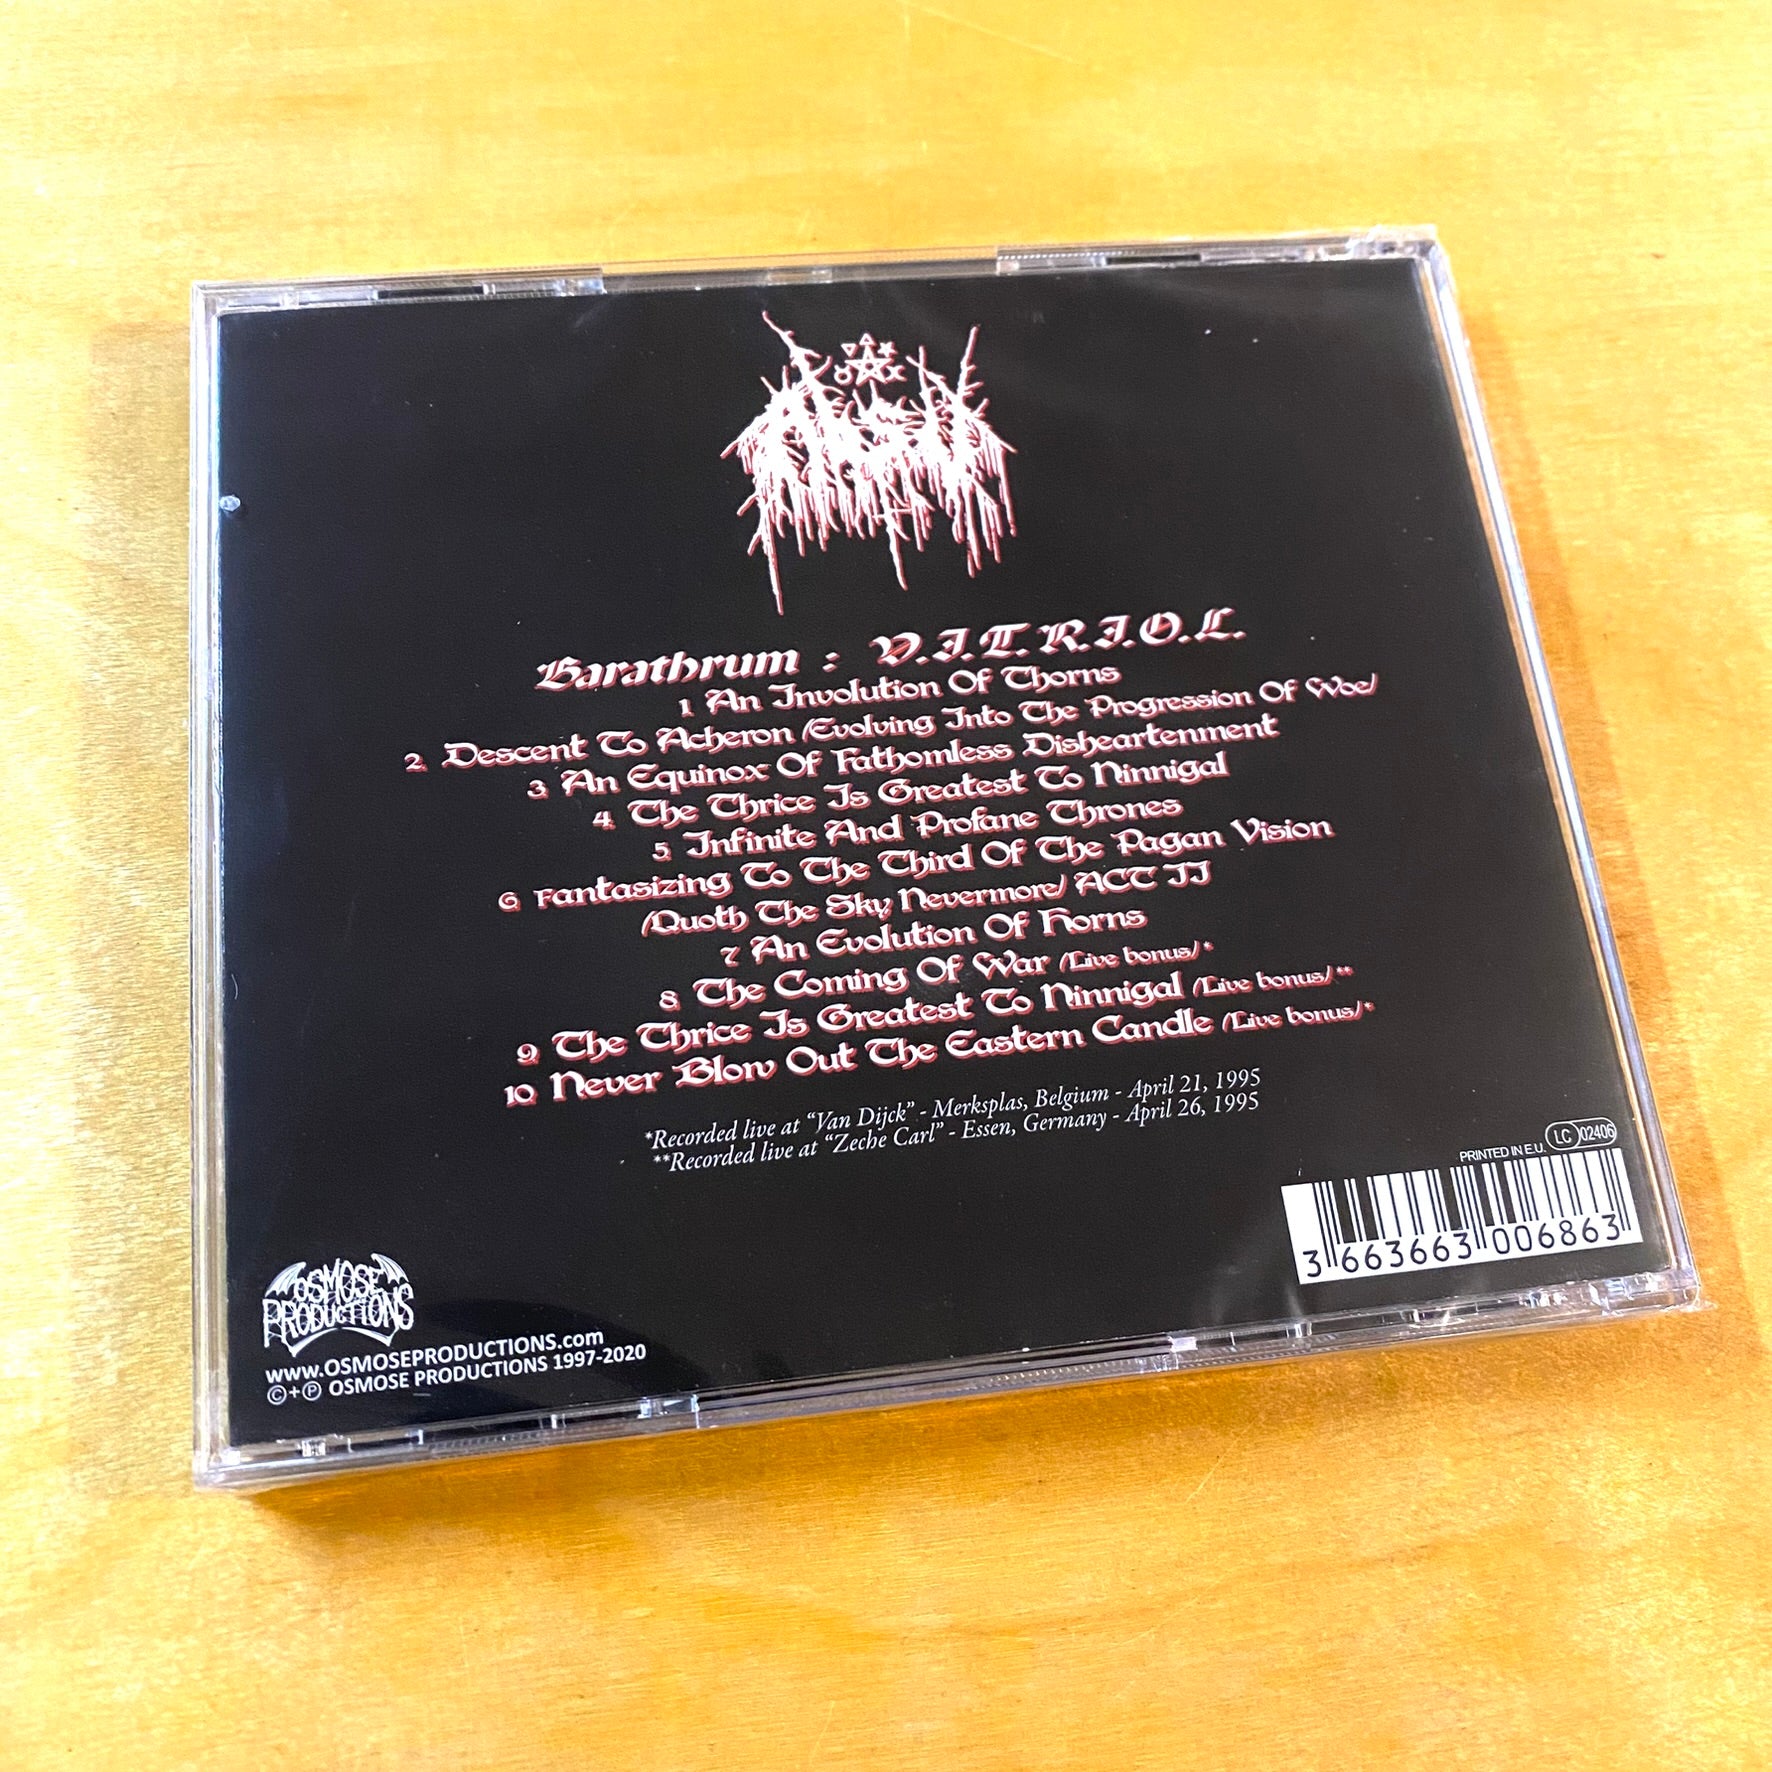 Absu
Barathrum : V.I.T.R.I.O.L.
1 An Involution Of Thorns
2 Descent To Acheron (Evolving Into The Progression Of Woe)
3 An Equinox Of Fathomless Disheartenment
4 The Thrice Is Greatest To Ninnigal
5 Infinite And Profane Thrones
6 Fantasizing To The Third Of The Pagan Vision
(Quoth The Sky, Nevermore) ACT II
7 An Evolution Of Horns
8 The Coming Of War (Live bonus)*
9 The Thrice Is Greatest To Ninnigal (Live bonus)**
10 Never Blow Out The Eastern Candle (Live bonus)*
*Recorded live at “Van Dijck” - Merksplas, Belgium - April 21, 1995
**Recorded live at “Zeche Carl” - Essen, Germany - April 26, 1995
PRINTED IN E.U. LC 02406
3 663663 006863
OSMOSE
PRODUCTIONS
www.OSMOSEPRODUCTIONS.com
©+℗ OSMOSE PRODUCTIONS 1997-2020